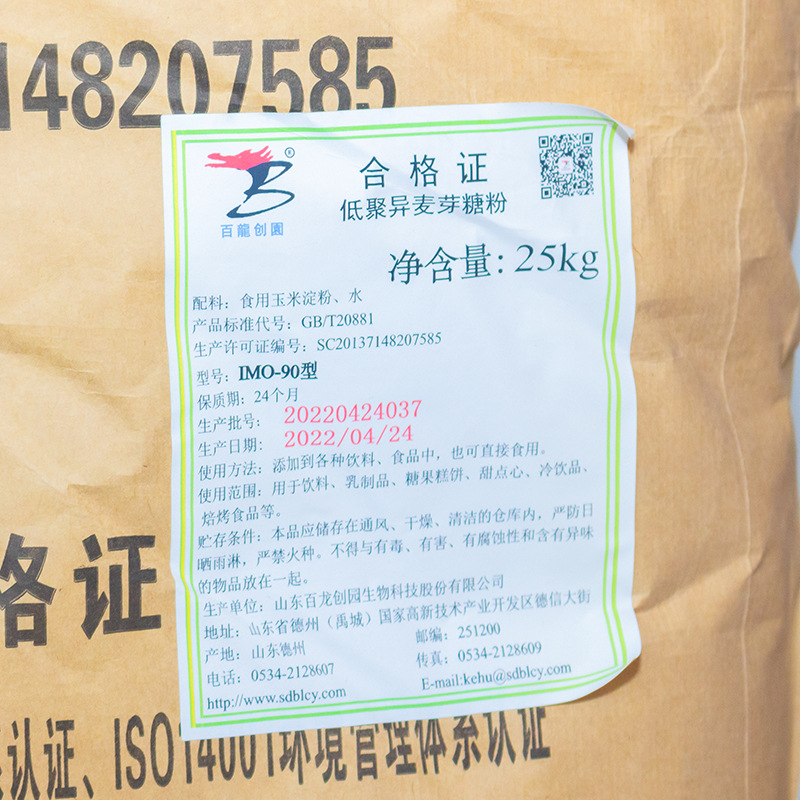 148207585
百龍创園
®
合格证
低聚异麦芽糖粉
净含量: 25kg
配料: 食用玉米淀粉、水
产品标准代号: GB/T20881
生产许可证编号: SC20137148207585
型号: IMO-90型
保质期: 24个月
生产批号: 20220424037
生产日期: 2022/04/24
使用方法: 添加到各种饮料、食品中，也可直接食用。
使用范围: 用于饮料、乳制品、糖果糕饼、甜点心、冷饮品、
焙烤食品等。
贮存条件: 本品应储存在通风、干燥、清洁的仓库内，严防日
晒雨淋，严禁火种。不得与有毒、有害、有腐蚀性和含有异味
的物品放在一起。
生产单位: 山东百龙创园生物科技股份有限公司
地址: 山东省德州（禹城）国家高新技术产业开发区德信大街
产地: 山东德州
邮编: 251200
电话: 0534-2128607
传真: 0534-2128609
http://www.sdblcy.com
E-mail:kehu@sdblcy.com
格证
系认证、ISO14001环境管理体系认证